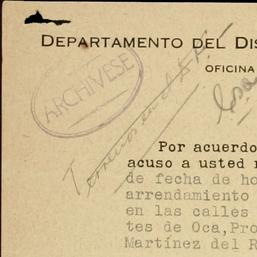 DEPARTAMENTO DEL DIS
OFICINA
ARCHIVESE
Por acuerdo
acuso a usted r
de fecha de ho
arrendamiento
en las calles
tes de Oca, Pro
Martínez del R